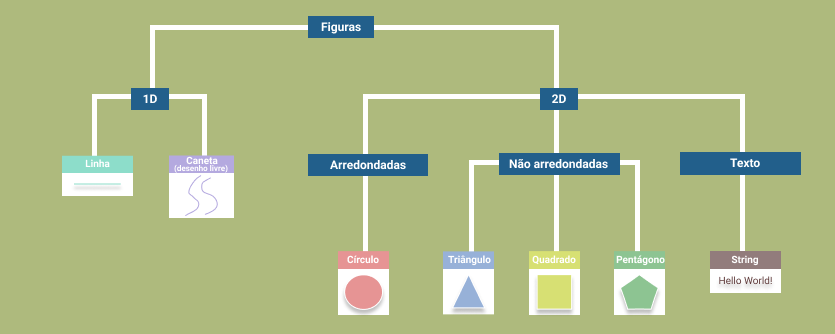 Figuras
1D
2D
Linha
Caneta
(desenho livre)
Arredondadas
Não arredondadas
Texto
Círculo
Triângulo
Quadrado
Pentágono
String
Hello World!